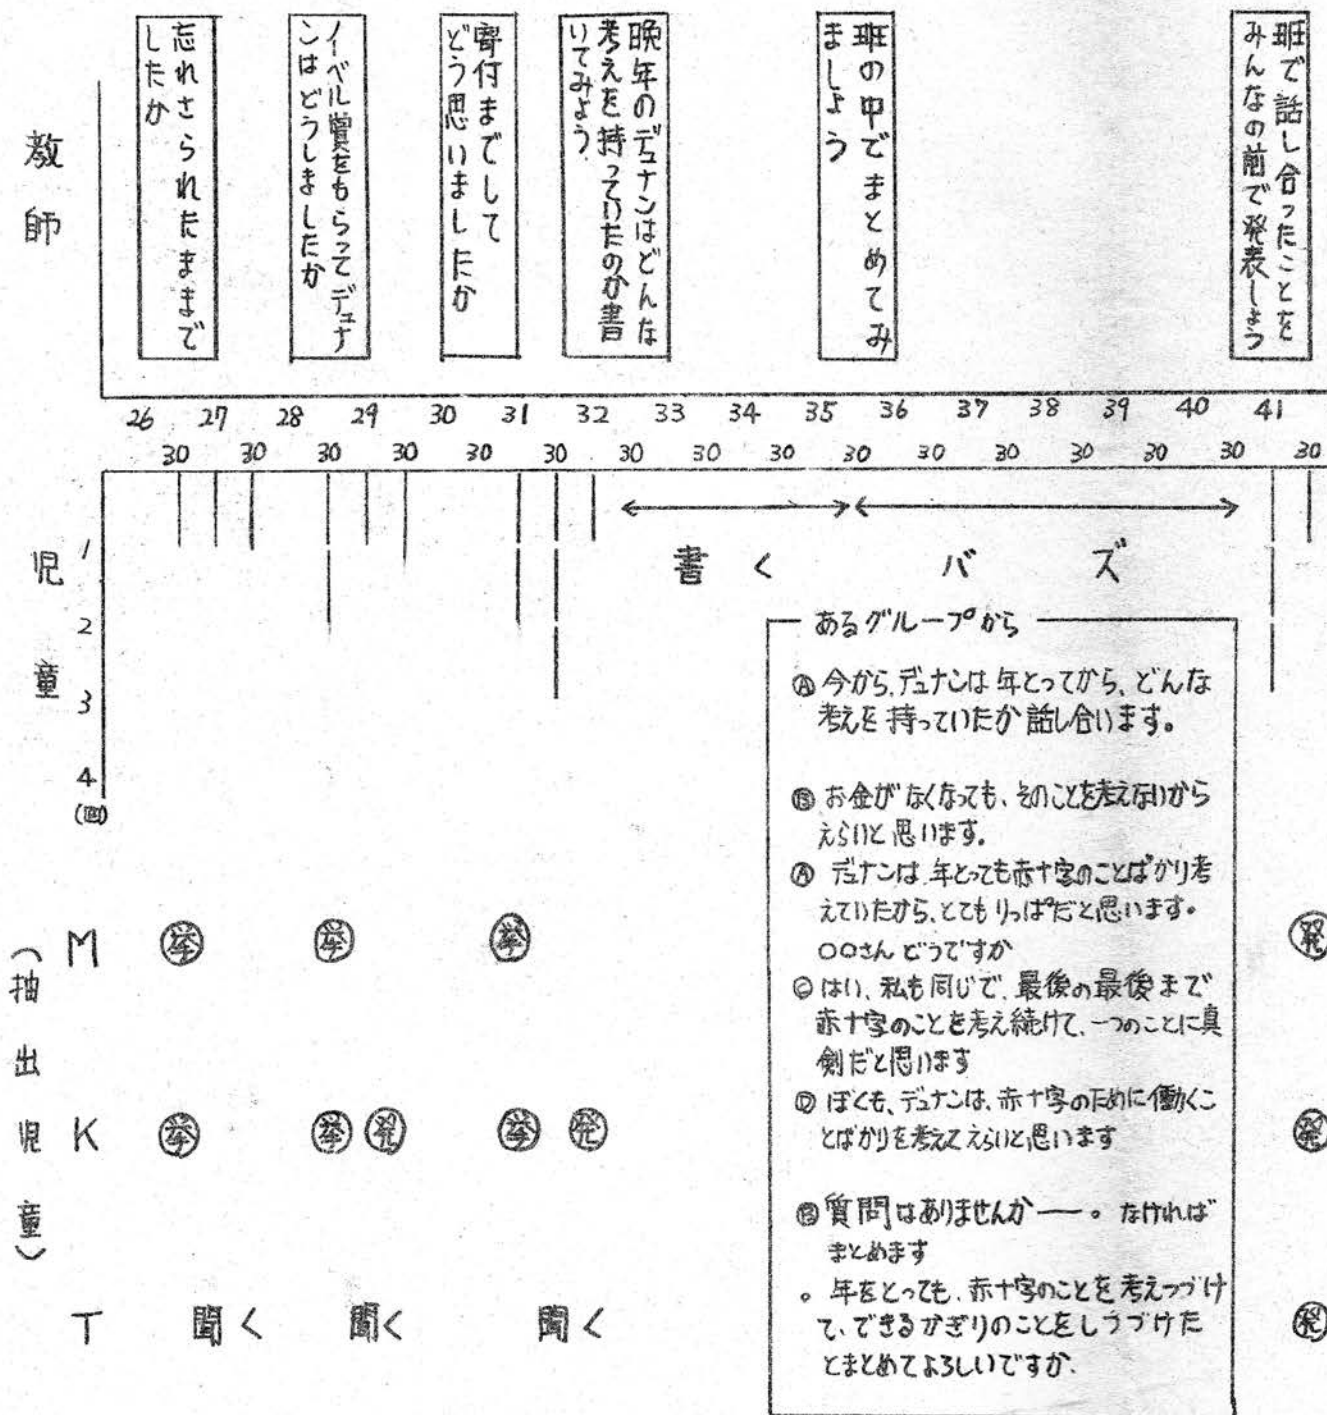 教師
忘れさられたままで
したか
ノーベル賞をもらってデュナ
ンはどうしましたか
寄付までして
どう思いましたか
晩年のデュナンはどんな
考えを持っていたのか書
いてみよう
班の中でまとめてみ
ましょう
班で話し合ったことを
みんなの前で発表しょう
26 27 28 29 30 31 32 33 34 35 36 37 38 39 40 41
30 30 30 30 30 30 30 30 30 30 30 30 30 30 30 30
児童
1
2
3
4
(回)
書く
バズ
あるグループから
Ⓐ 今から、デュナンは年とってから、どんな
考えを持っていたか話し合います。
Ⓑ お金がなくなっても、そのことを考えないから
えらいと思います。
Ⓐ デュナンは、年とっても赤十字のことばかり考
えていたから、とてもりっぱだと思います。
○○さんどうですか
Ⓒ はい、私も同じで、最後の最後まで
赤十字のことを考え続けて、一つのことに真
剣だと思います
Ⓓ ぼくも、デュナンは、赤十字のために働くこ
とばかりを考えてえらいと思います
Ⓑ 質問はありませんか――。なければ
まとめます
。年をとっても、赤十字のことを考えつづけ
て、できるかぎりのことをしつづけた
とまとめてよろしいですか.
(抽出児童)
M 挙 挙 挙 発
K 挙 挙 発 挙 発 発
T 聞く 聞く 聞く 発